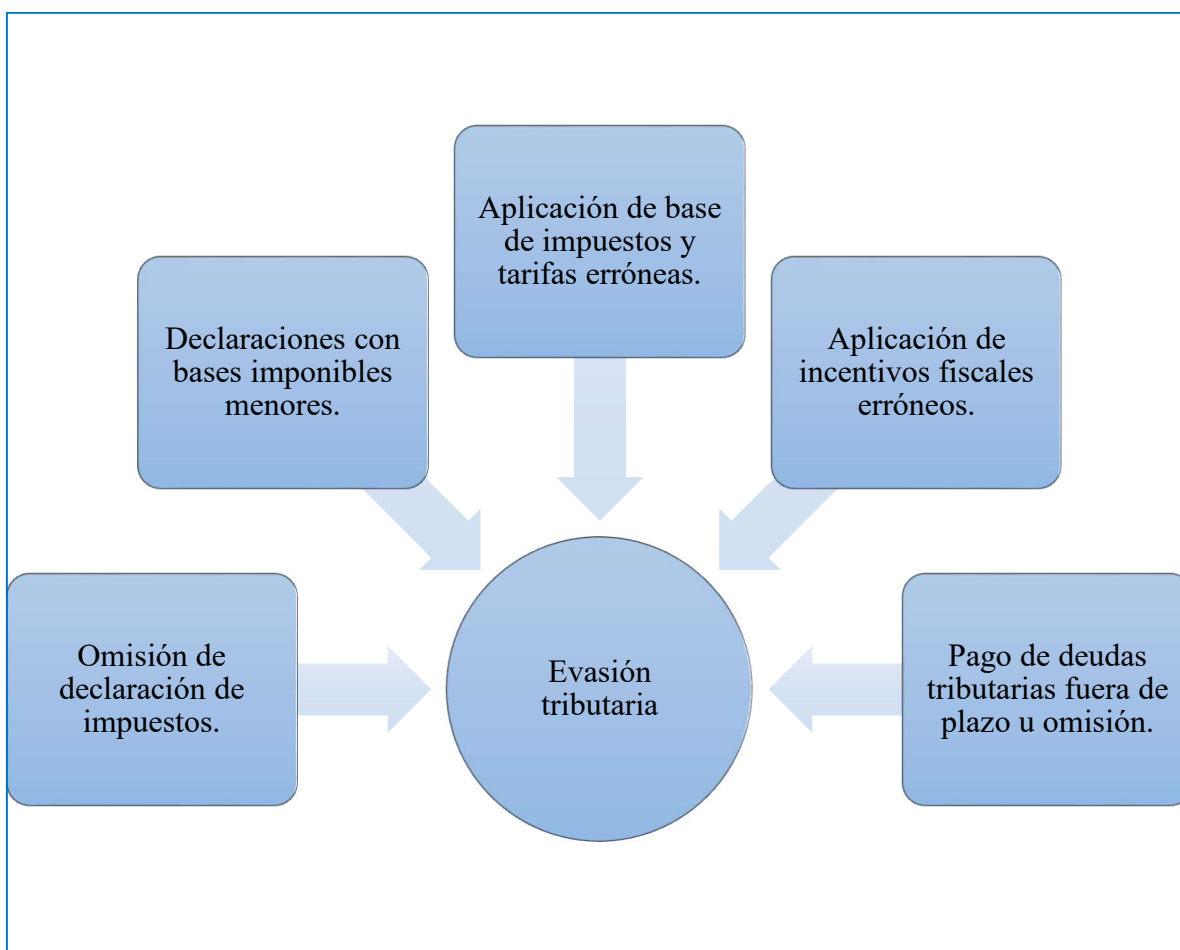 Aplicación de base
de impuestos y
tarifas erróneas.
Declaraciones con
bases imponibles
menores.
Aplicación de
incentivos fiscales
erróneos.
Omisión de
declaración de
impuestos.
Evasión
tributaria
Pago de deudas
tributarias fuera de
plazo u omisión.